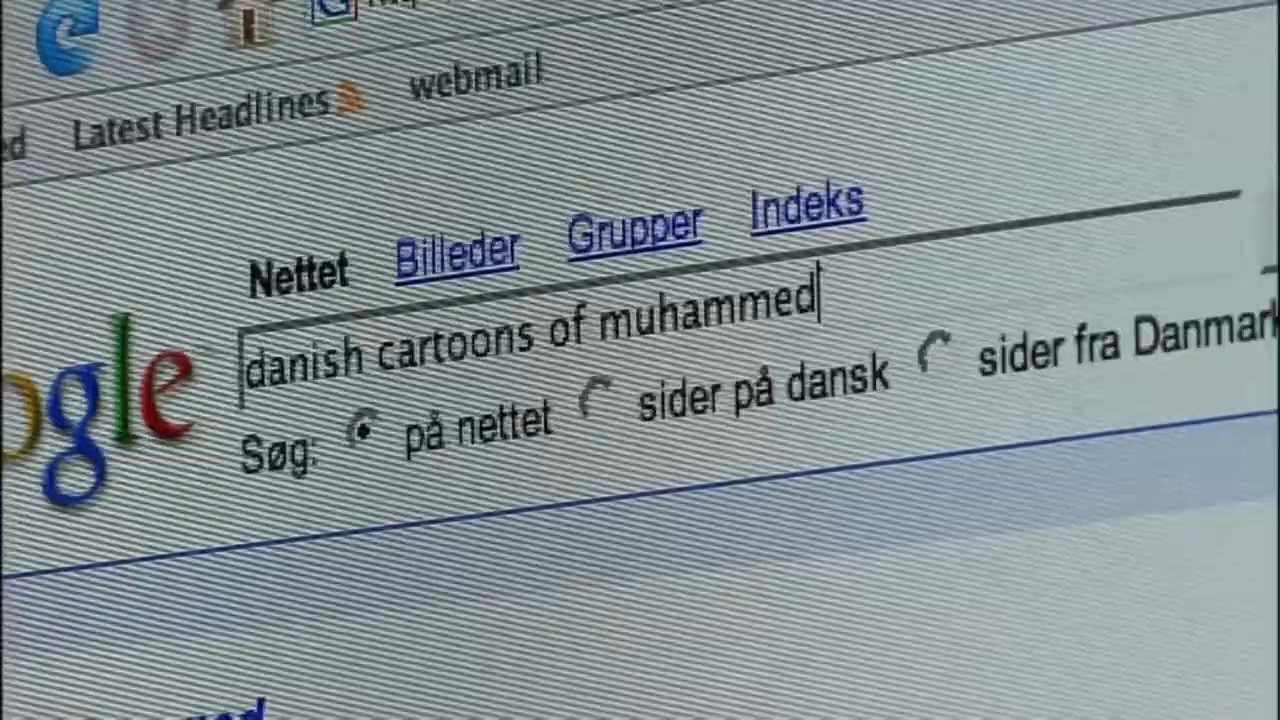 Latest Headlines webmail
Nettet Billeder Grupper Indeks
danish cartoons of muhammed
ogle
Søg: på nettet sider på dansk sider fra Danmark